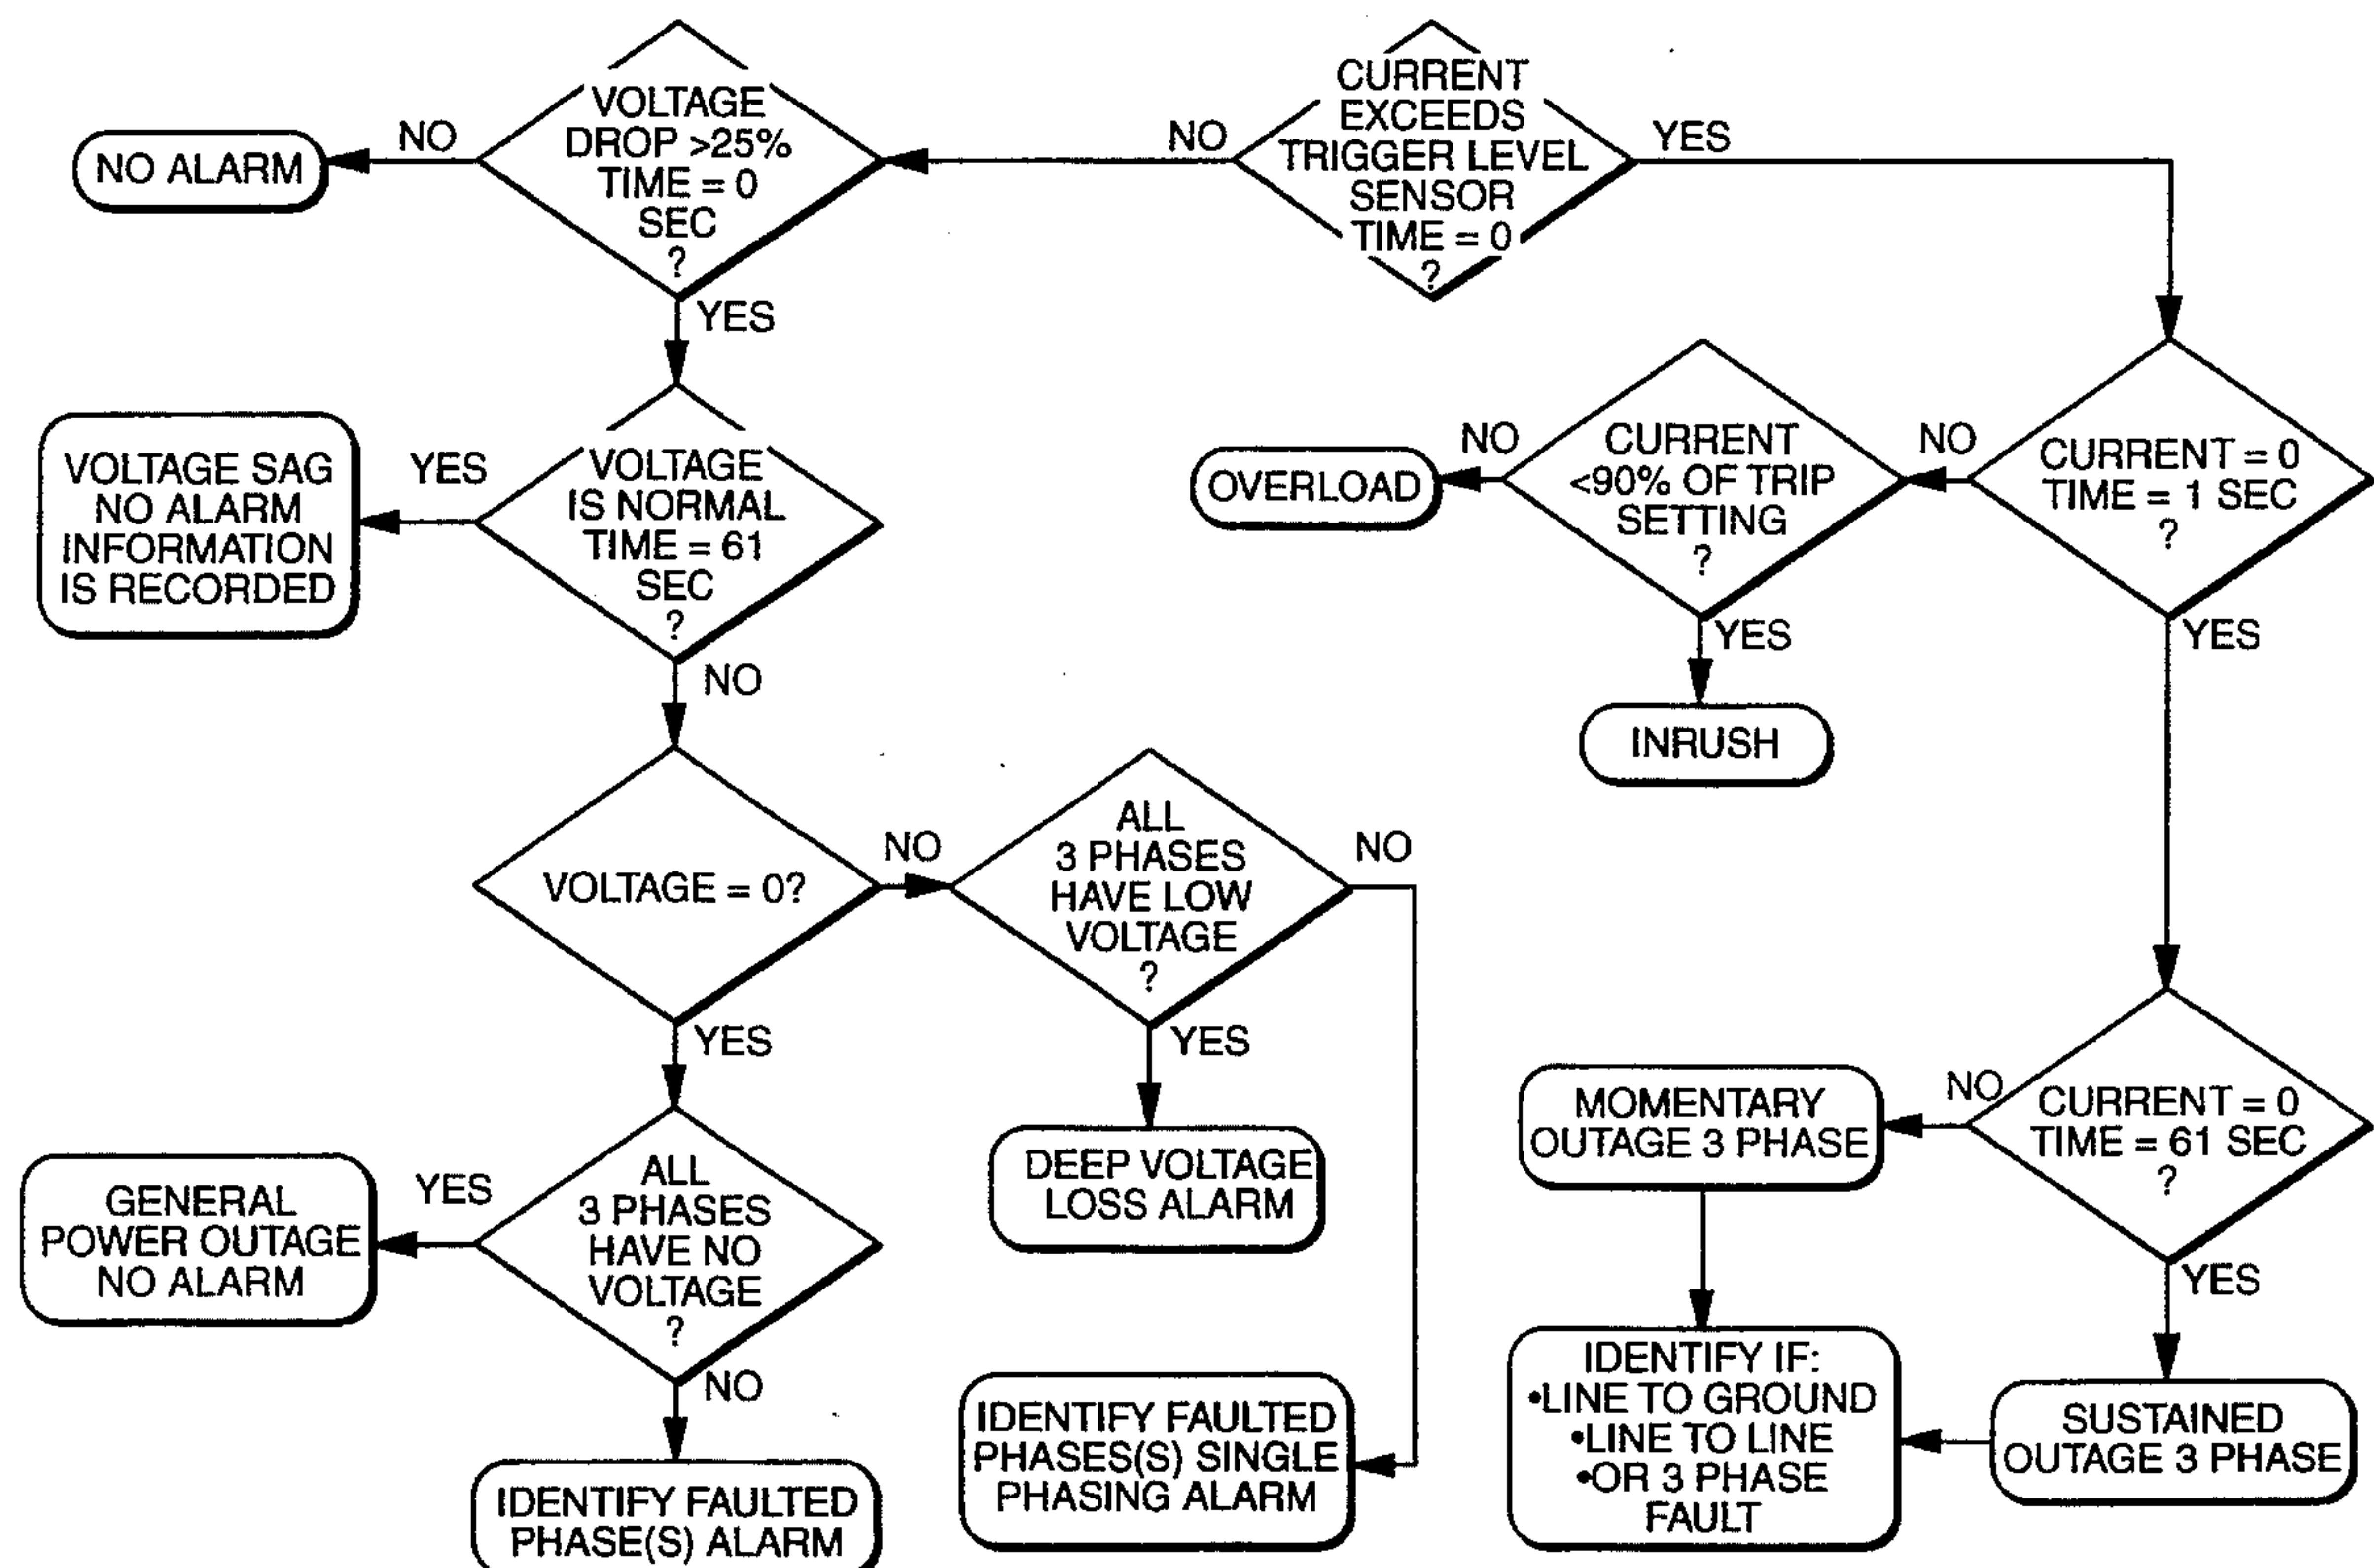 CURRENT
EXCEEDS
TRIGGER LEVEL
SENSOR
TIME = 0
?
NO
YES
VOLTAGE
DROP >25%
TIME = 0
SEC
?
NO
YES
NO ALARM
VOLTAGE
IS NORMAL
TIME = 61
SEC
?
YES
NO
VOLTAGE SAG
NO ALARM
INFORMATION
IS RECORDED
VOLTAGE = 0?
NO
YES
ALL
3 PHASES
HAVE LOW
VOLTAGE
?
NO
YES
DEEP VOLTAGE
LOSS ALARM
IDENTIFY FAULTED
PHASES(S) SINGLE
PHASING ALARM
ALL
3 PHASES
HAVE NO
VOLTAGE
?
YES
NO
GENERAL
POWER OUTAGE
NO ALARM
IDENTIFY FAULTED
PHASE(S) ALARM
CURRENT = 0
TIME = 1 SEC
?
NO
YES
CURRENT
<90% OF TRIP
SETTING
?
NO
YES
OVERLOAD
INRUSH
CURRENT = 0
TIME = 61 SEC
?
NO
YES
MOMENTARY
OUTAGE 3 PHASE
SUSTAINED
OUTAGE 3 PHASE
IDENTIFY IF:
•LINE TO GROUND
•LINE TO LINE
•OR 3 PHASE
FAULT